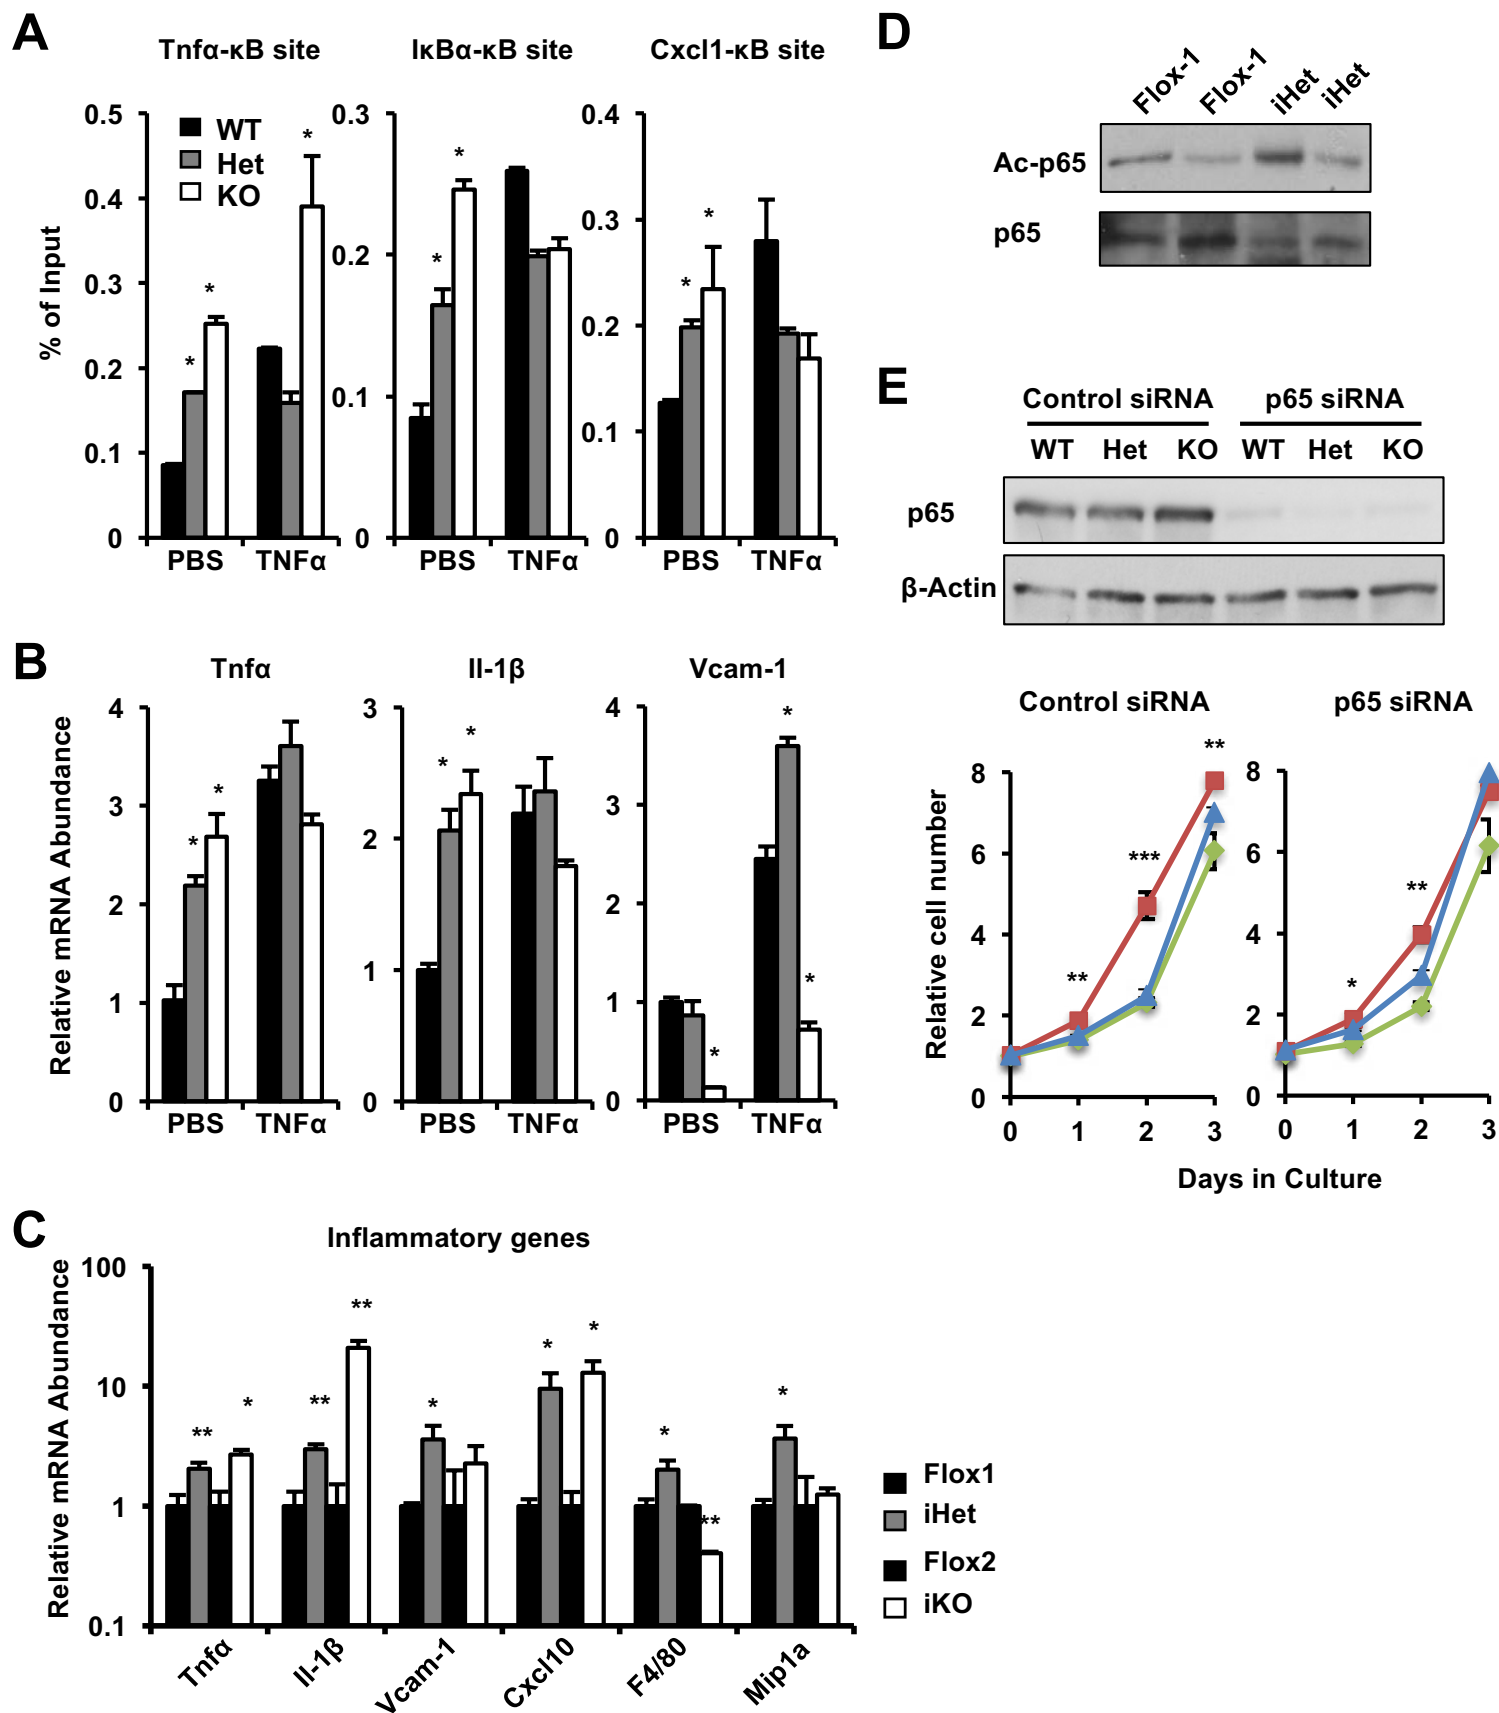 A
Tnfα-κB site
IκBα-κB site
Cxcl1-κB site
% of Input
0.5
0.4
0.3
0.2
0.1
0
WT
Het
KO
* * *
PBS
TNFα
0.3
0.2
0.1
0
* *
PBS
TNFα
0.4
0.3
0.2
0.1
0
* *
PBS
TNFα
B
Tnfα
Il-1β
Vcam-1
Relative mRNA Abundance
4
3
2
1
0
* *
PBS
TNFα
3
2
1
0
* *
PBS
TNFα
4
3
2
1
0
* * *
PBS
TNFα
C
Inflammatory genes
Relative mRNA Abundance
100
10
1
0.1
** * ** ** * * * * ** *
Tnfα
Il-1β
Vcam-1
Cxcl10
F4/80
Mip1a
Flox1
iHet
Flox2
iKO
D
Flox-1
Flox-1
iHet
iHet
Ac-p65
p65
E
Control siRNA
p65 siRNA
WT Het KO WT Het KO
p65
β-Actin
Control siRNA
p65 siRNA
Relative cell number
8
6
4
2
0
** *** **
0 1 2 3
8
6
4
2
0
* **
0 1 2 3
Days in Culture